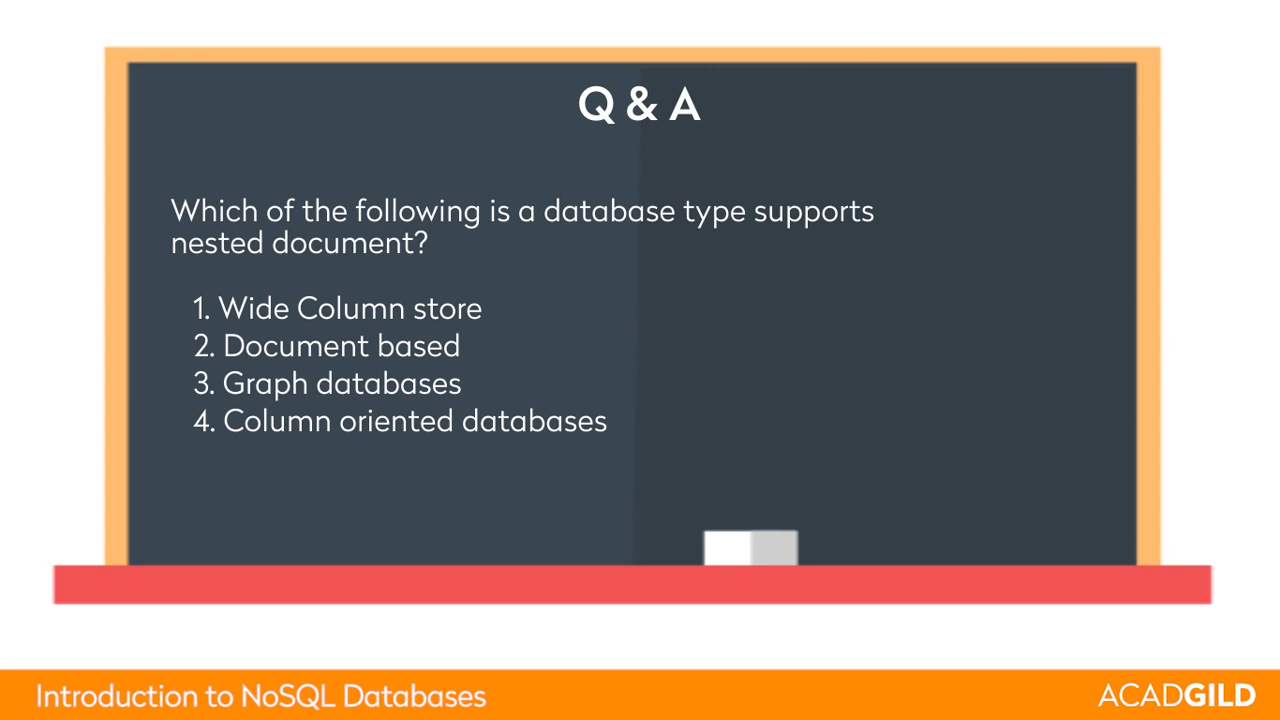 Q & A
Which of the following is a database type supports
nested document?
1. Wide Column store
2. Document based
3. Graph databases
4. Column oriented databases
Introduction to NoSQL Databases
ACADGILD